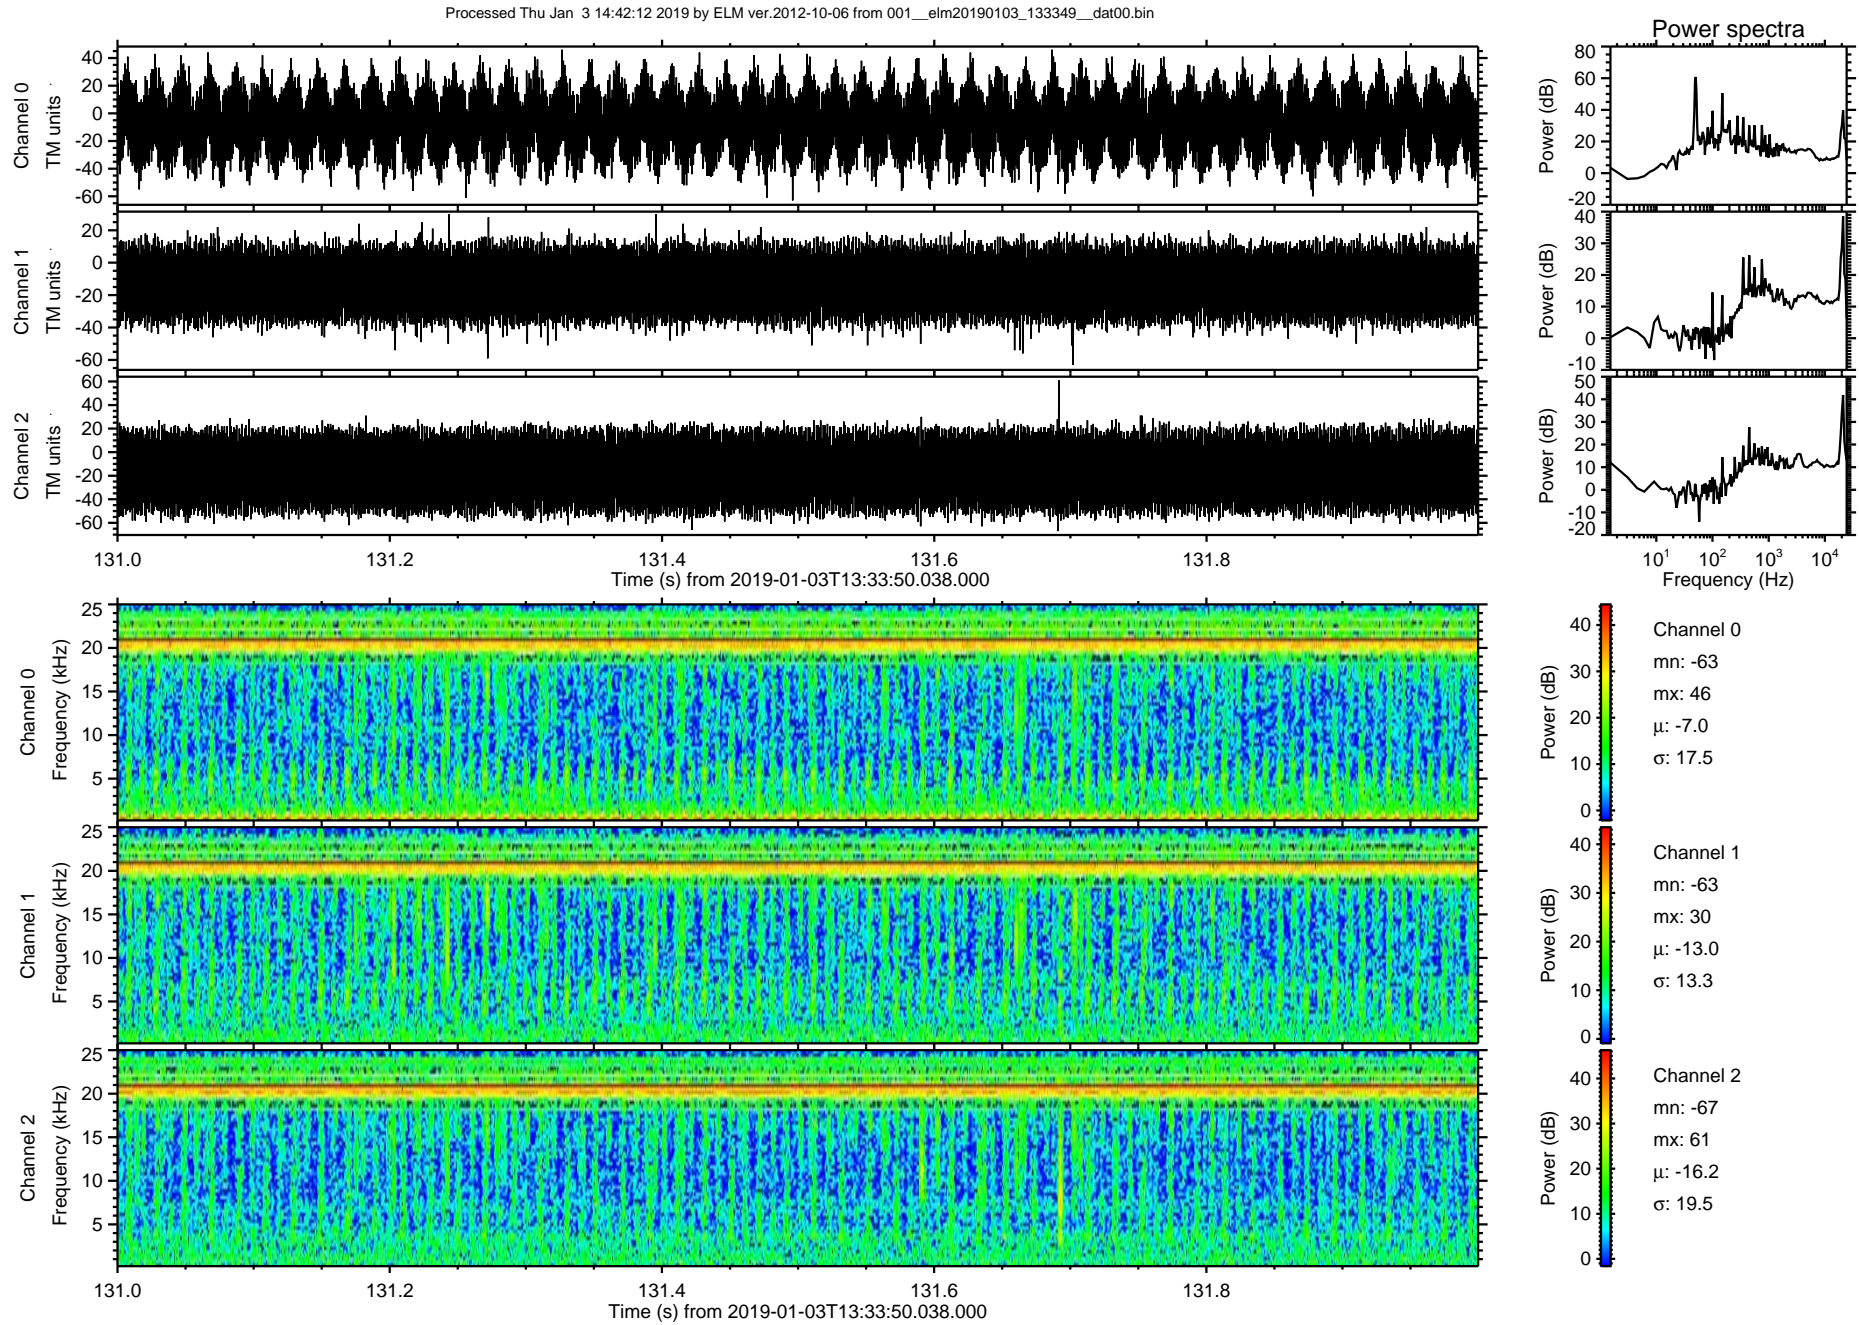 Processed Thu Jan  3 14:42:12 2019 by ELM ver.2012-10-06 from 001__elm20190103_133349__dat00.bin
Power spectra
Channel 0
TM units
40
20
0
-20
-40
-60
Power (dB)
80
60
40
20
0
-20
Channel 1
TM units
20
0
-20
-40
-60
Power (dB)
40
30
20
10
0
-10
Channel 2
TM units
60
40
20
0
-20
-40
-60
Power (dB)
50
40
30
20
10
0
-10
-20
131.0 131.2 131.4 131.6 131.8
Time (s) from 2019-01-03T13:33:50.038.000
10¹ 10² 10³ 10⁴
Frequency (Hz)
Channel 0
Frequency (kHz)
25
20
15
10
5
Power (dB)
40
30
20
10
0
Channel 0
mn: -63
mx: 46
μ: -7.0
σ: 17.5
Channel 1
Frequency (kHz)
25
20
15
10
5
Power (dB)
40
30
20
10
0
Channel 1
mn: -63
mx: 30
μ: -13.0
σ: 13.3
Channel 2
Frequency (kHz)
25
20
15
10
5
Power (dB)
40
30
20
10
0
Channel 2
mn: -67
mx: 61
μ: -16.2
σ: 19.5
131.0 131.2 131.4 131.6 131.8
Time (s) from 2019-01-03T13:33:50.038.000